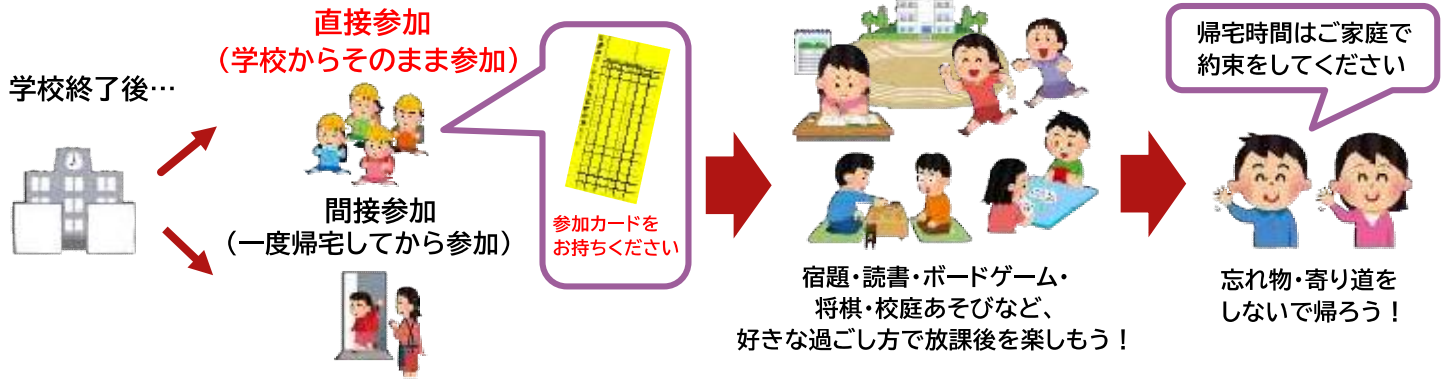 学校終了後…
直接参加
（学校からそのまま参加）
間接参加
（一度帰宅してから参加）
参加カードを
お持ちください
宿題・読書・ボードゲーム・
将棋・校庭あそびなど、
好きな過ごし方で放課後を楽しもう！
帰宅時間はご家庭で
約束をしてください
忘れ物・寄り道を
しないで帰ろう！